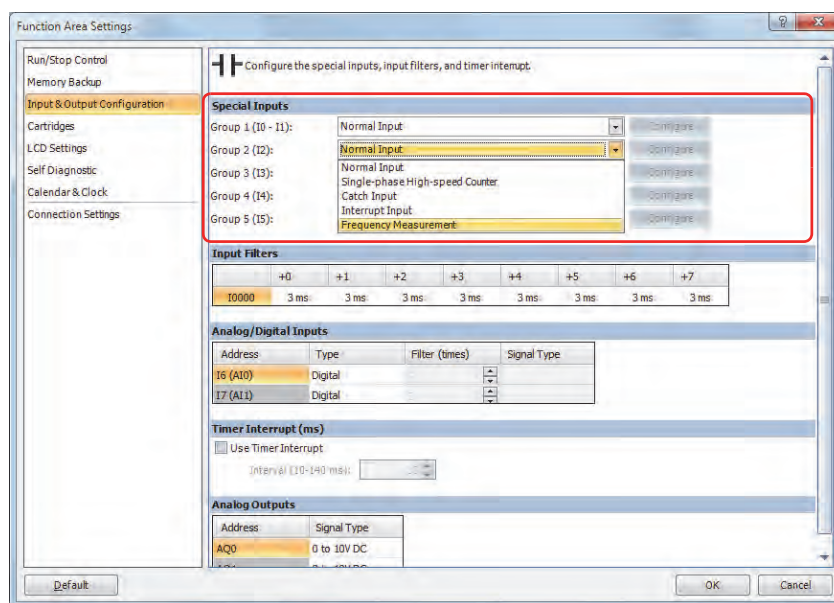 Function Area Settings
Run/Stop Control
Memory Backup
Input & Output Configuration
Cartridges
LCD Settings
Self Diagnostic
Calendar & Clock
Connection Settings
Configure the special inputs, input filters, and timer interrupt.
Special Inputs
Group 1 (I0 - I1): Normal Input Configure
Group 2 (I2): Normal Input Configure
Group 3 (I3): Configure
Group 4 (I4): Configure
Group 5 (I5): Configure
Normal Input
Single-phase High-speed Counter
Catch Input
Interrupt Input
Frequency Measurement
Input Filters
+0 +1 +2 +3 +4 +5 +6 +7
I0000 3 ms 3 ms 3 ms 3 ms 3 ms 3 ms 3 ms 3 ms
Analog/Digital Inputs
Address Type Filter (times) Signal Type
I6 (AI0) Digital
I7 (AI1) Digital
Timer Interrupt (ms)
Use Timer Interrupt
Interval (10-140 ms):
Analog Outputs
Address Signal Type
AQ0 0 to 10V DC
Default OK Cancel